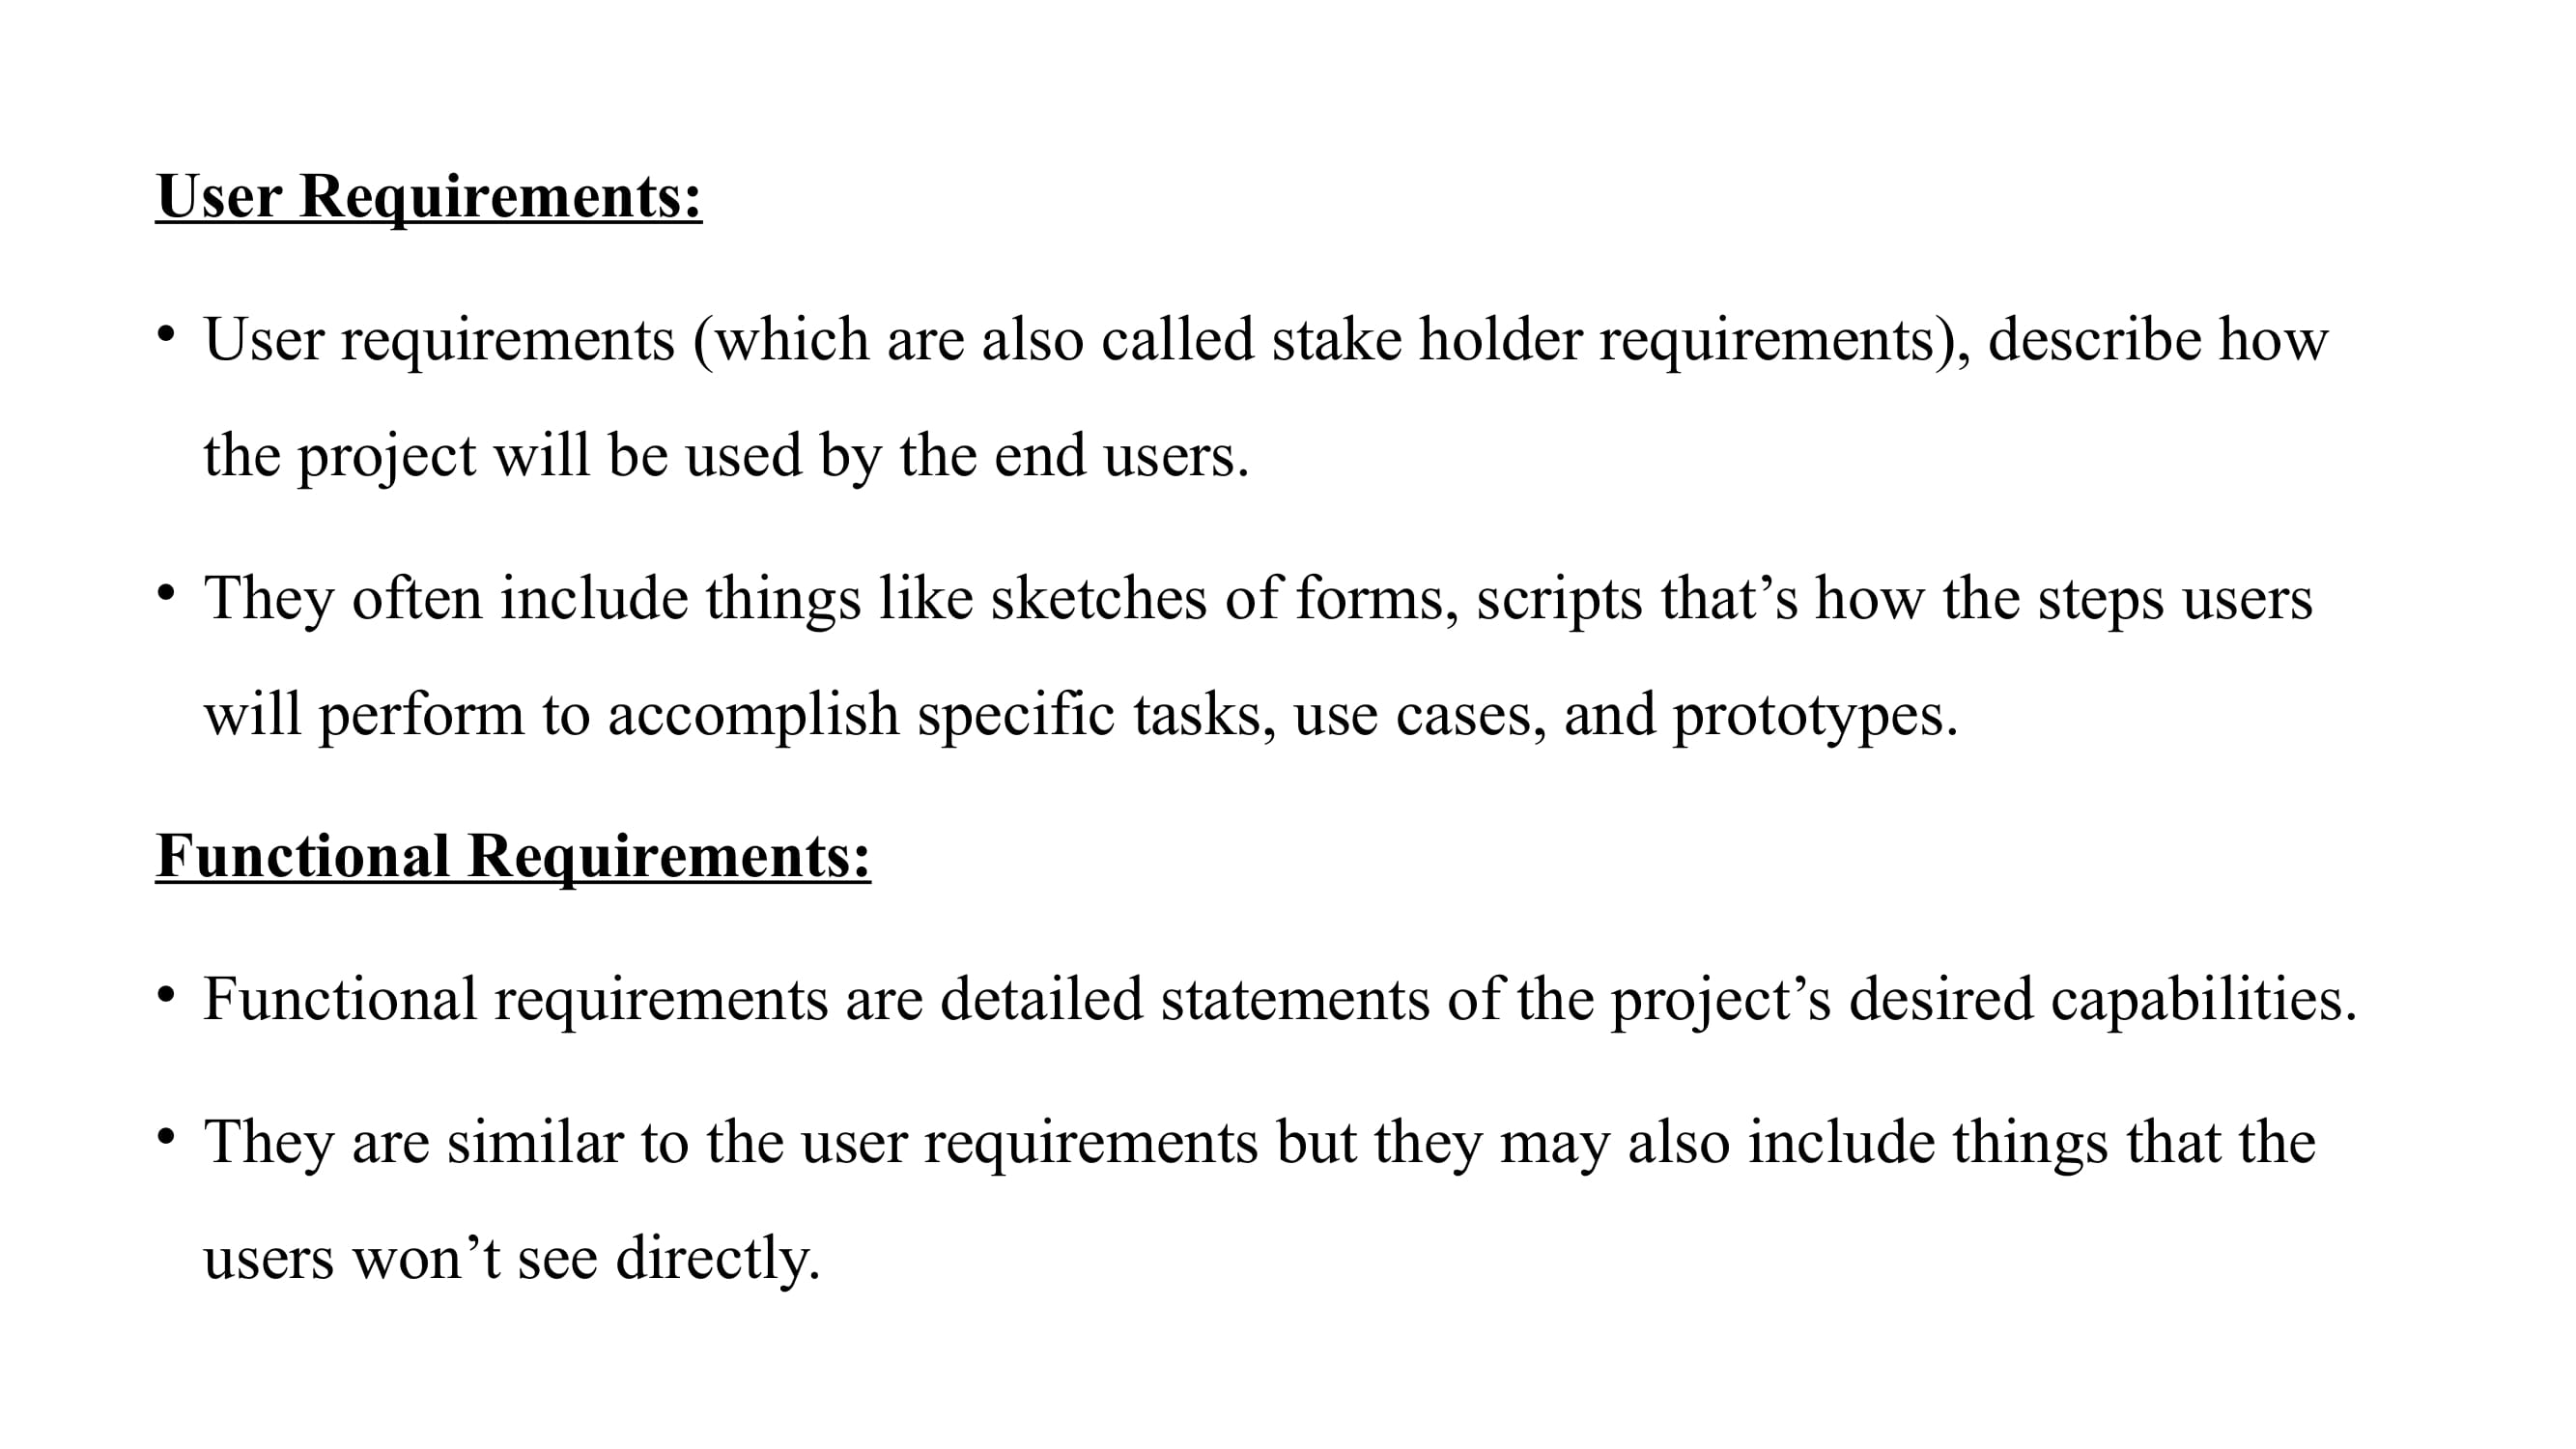 User Requirements:
• User requirements (which are also called stake holder requirements), describe how
the project will be used by the end users.
• They often include things like sketches of forms, scripts that’s how the steps users
will perform to accomplish specific tasks, use cases, and prototypes.
Functional Requirements:
• Functional requirements are detailed statements of the project’s desired capabilities.
• They are similar to the user requirements but they may also include things that the
users won’t see directly.